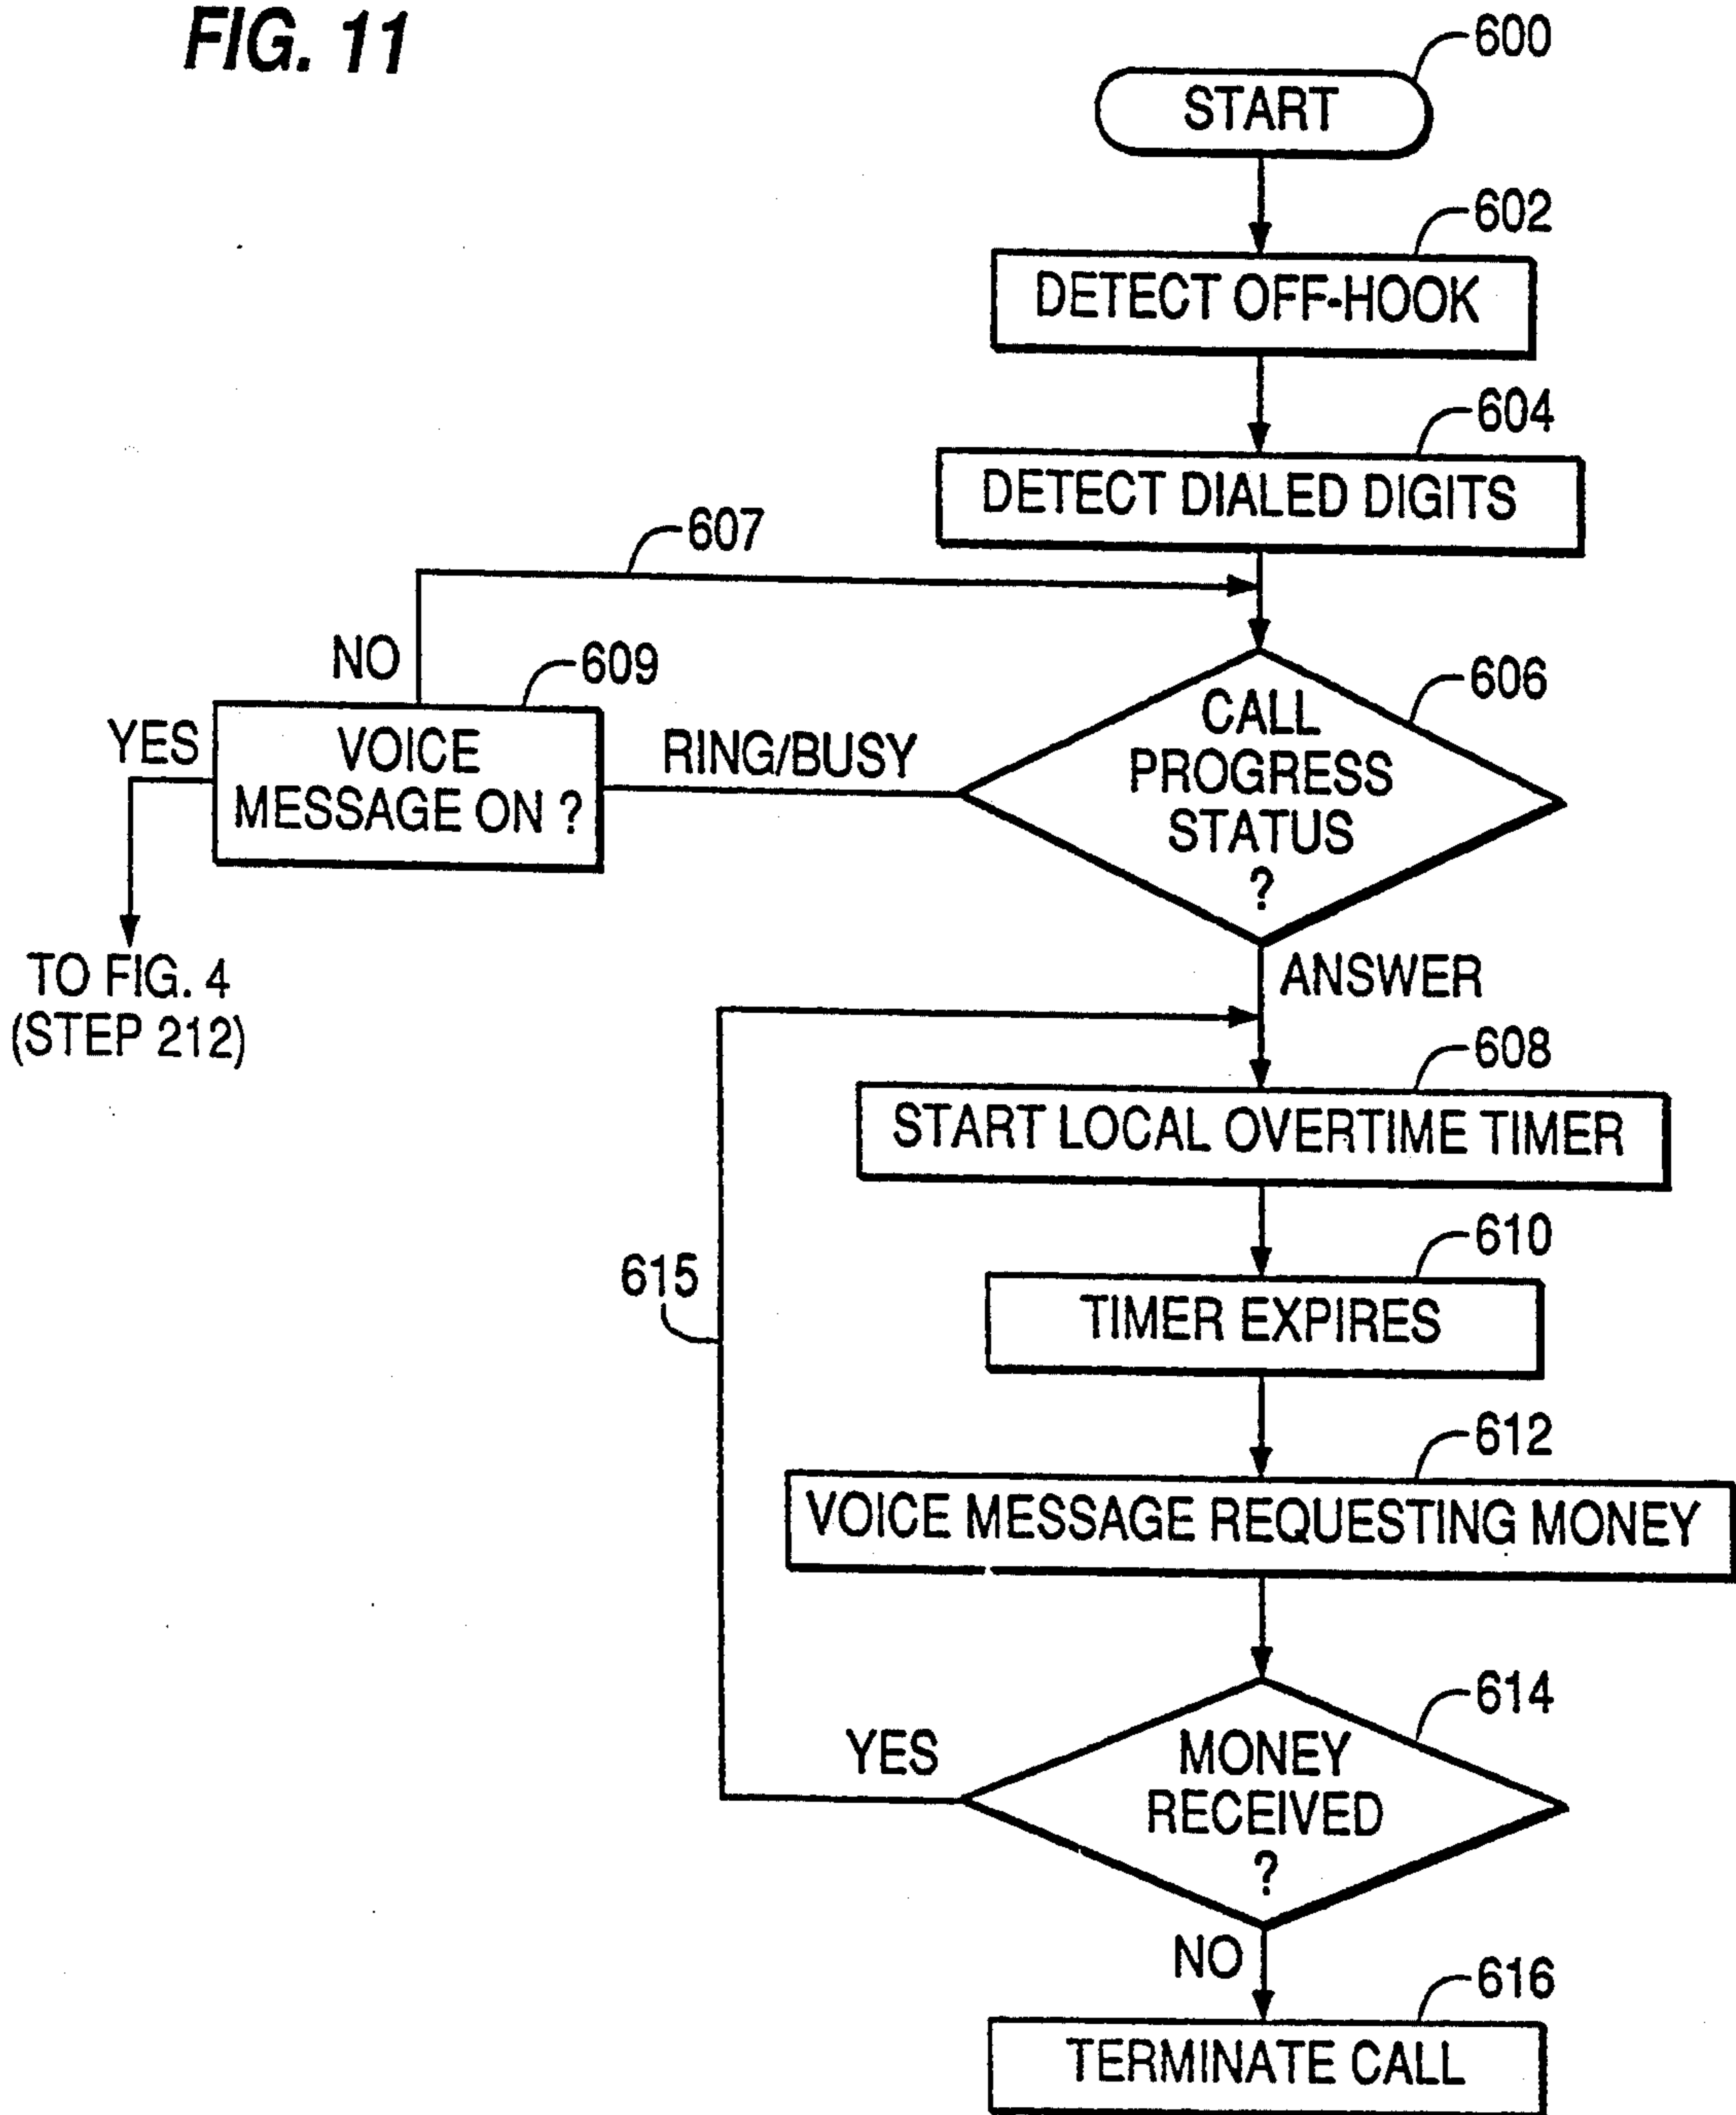 FIG. 11
600
START
602
DETECT OFF-HOOK
604
DETECT DIALED DIGITS
607
NO
609
606
YES
VOICE
MESSAGE ON ?
RING/BUSY
CALL
PROGRESS
STATUS
?
TO FIG. 4
(STEP 212)
ANSWER
608
START LOCAL OVERTIME TIMER
610
615
TIMER EXPIRES
612
VOICE MESSAGE REQUESTING MONEY
614
YES
MONEY
RECEIVED
?
NO
616
TERMINATE CALL